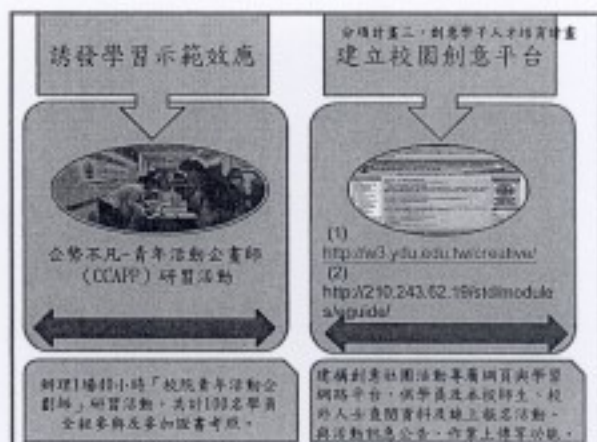 誘發學習示範效應
企勢不凡-青年活動企畫師
(CCAPP) 研習活動
辦理1場40小時「校院青年活動企
劃師」研習活動,共計100名學員
全程參與及參加證書考照。
分項計畫三、創意學子人才培育計畫
建立校園創意平台
(1)
http://w3.ydu.edu.tw/creative/
(2)
http://210.243.62.19/std/module
s/eguide/
建構創意社團活動專屬網頁與學習
網路平台,供學員及本校師生、校
外人士查閱資料及線上報名活動、
與活動訊息公告、作業上傳等功能。